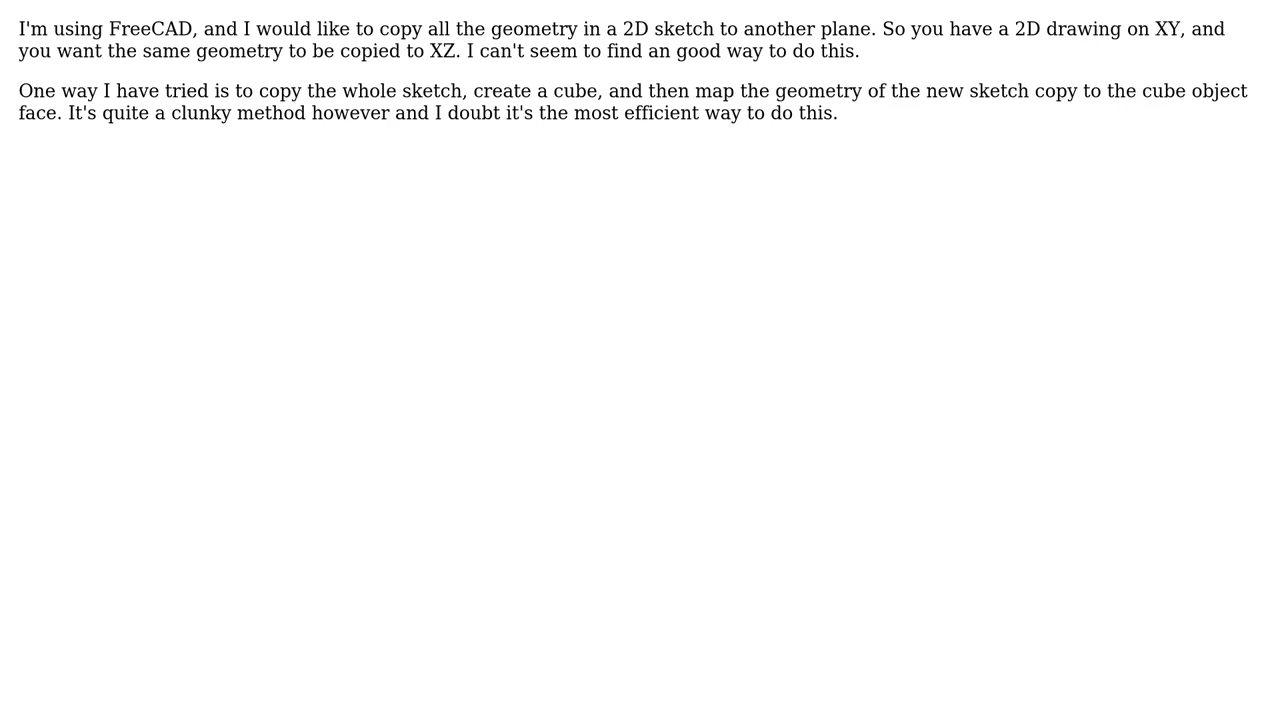 I'm using FreeCAD, and I would like to copy all the geometry in a 2D sketch to another plane. So you have a 2D drawing on XY, and
you want the same geometry to be copied to XZ. I can't seem to find an good way to do this.
One way I have tried is to copy the whole sketch, create a cube, and then map the geometry of the new sketch copy to the cube object
face. It's quite a clunky method however and I doubt it's the most efficient way to do this.